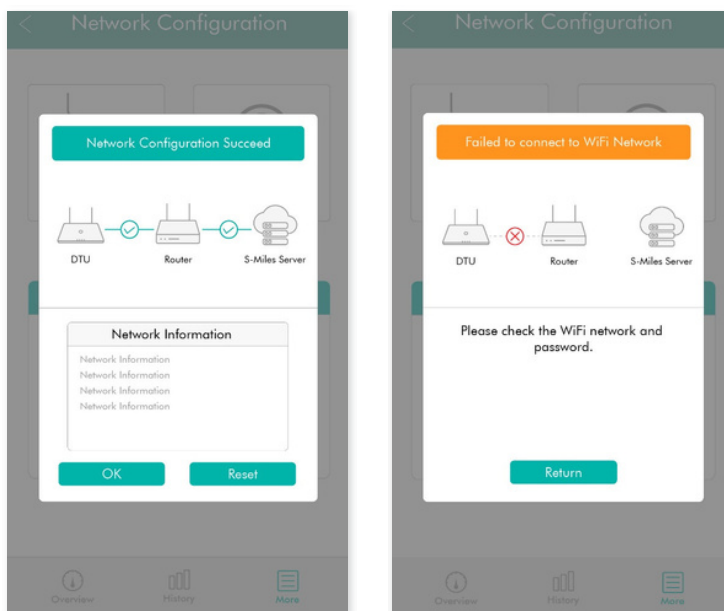 Network Configuration
Network Configuration Succeed
DTU
Router
S-Miles Server
Network Information
Network Information
Network Information
Network Information
Network Information
OK
Reset
Overview
History
More
Network Configuration
Failed to connect to WiFi Network
DTU
Router
S-Miles Server
Please check the WiFi network and
password.
Return
Overview
History
More